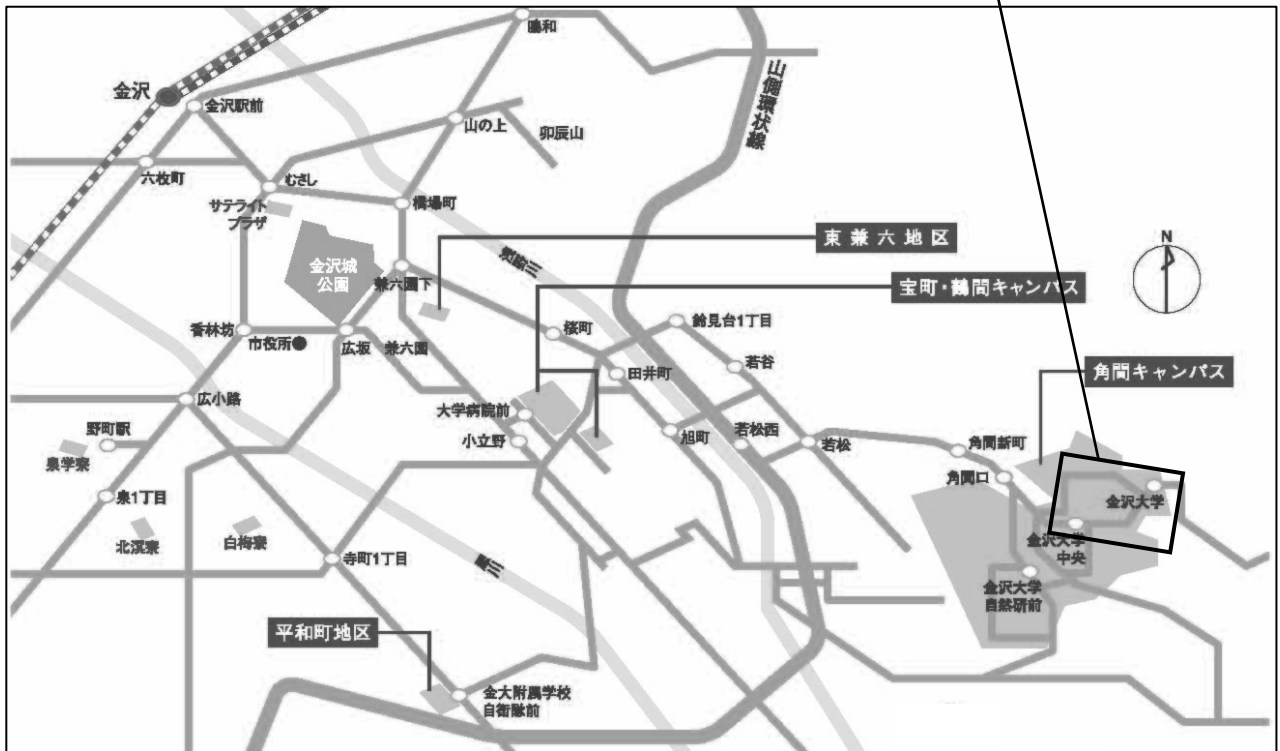 鳴和
山側環状線
金沢
金沢駅前
山の上
卯辰山
六枚町
むさし
サテライト
プラザ
橋場町
東兼六地区
N
浅野川
金沢城
公園
兼六園下
宝町・鶴間キャンパス
香林坊
市役所
広坂
兼六園
桜町
鈴見台1丁目
若谷
田井町
角間キャンパス
広小路
大学病院前
野町駅
小立野
旭町
若松西
若松
角間新町
泉学寮
角間口
泉1丁目
金沢大学
北溟寮
白梅寮
金沢大学
中央
寺町1丁目
犀川
金沢大学
自然研前
平和町地区
金大附属学校
自衛隊前